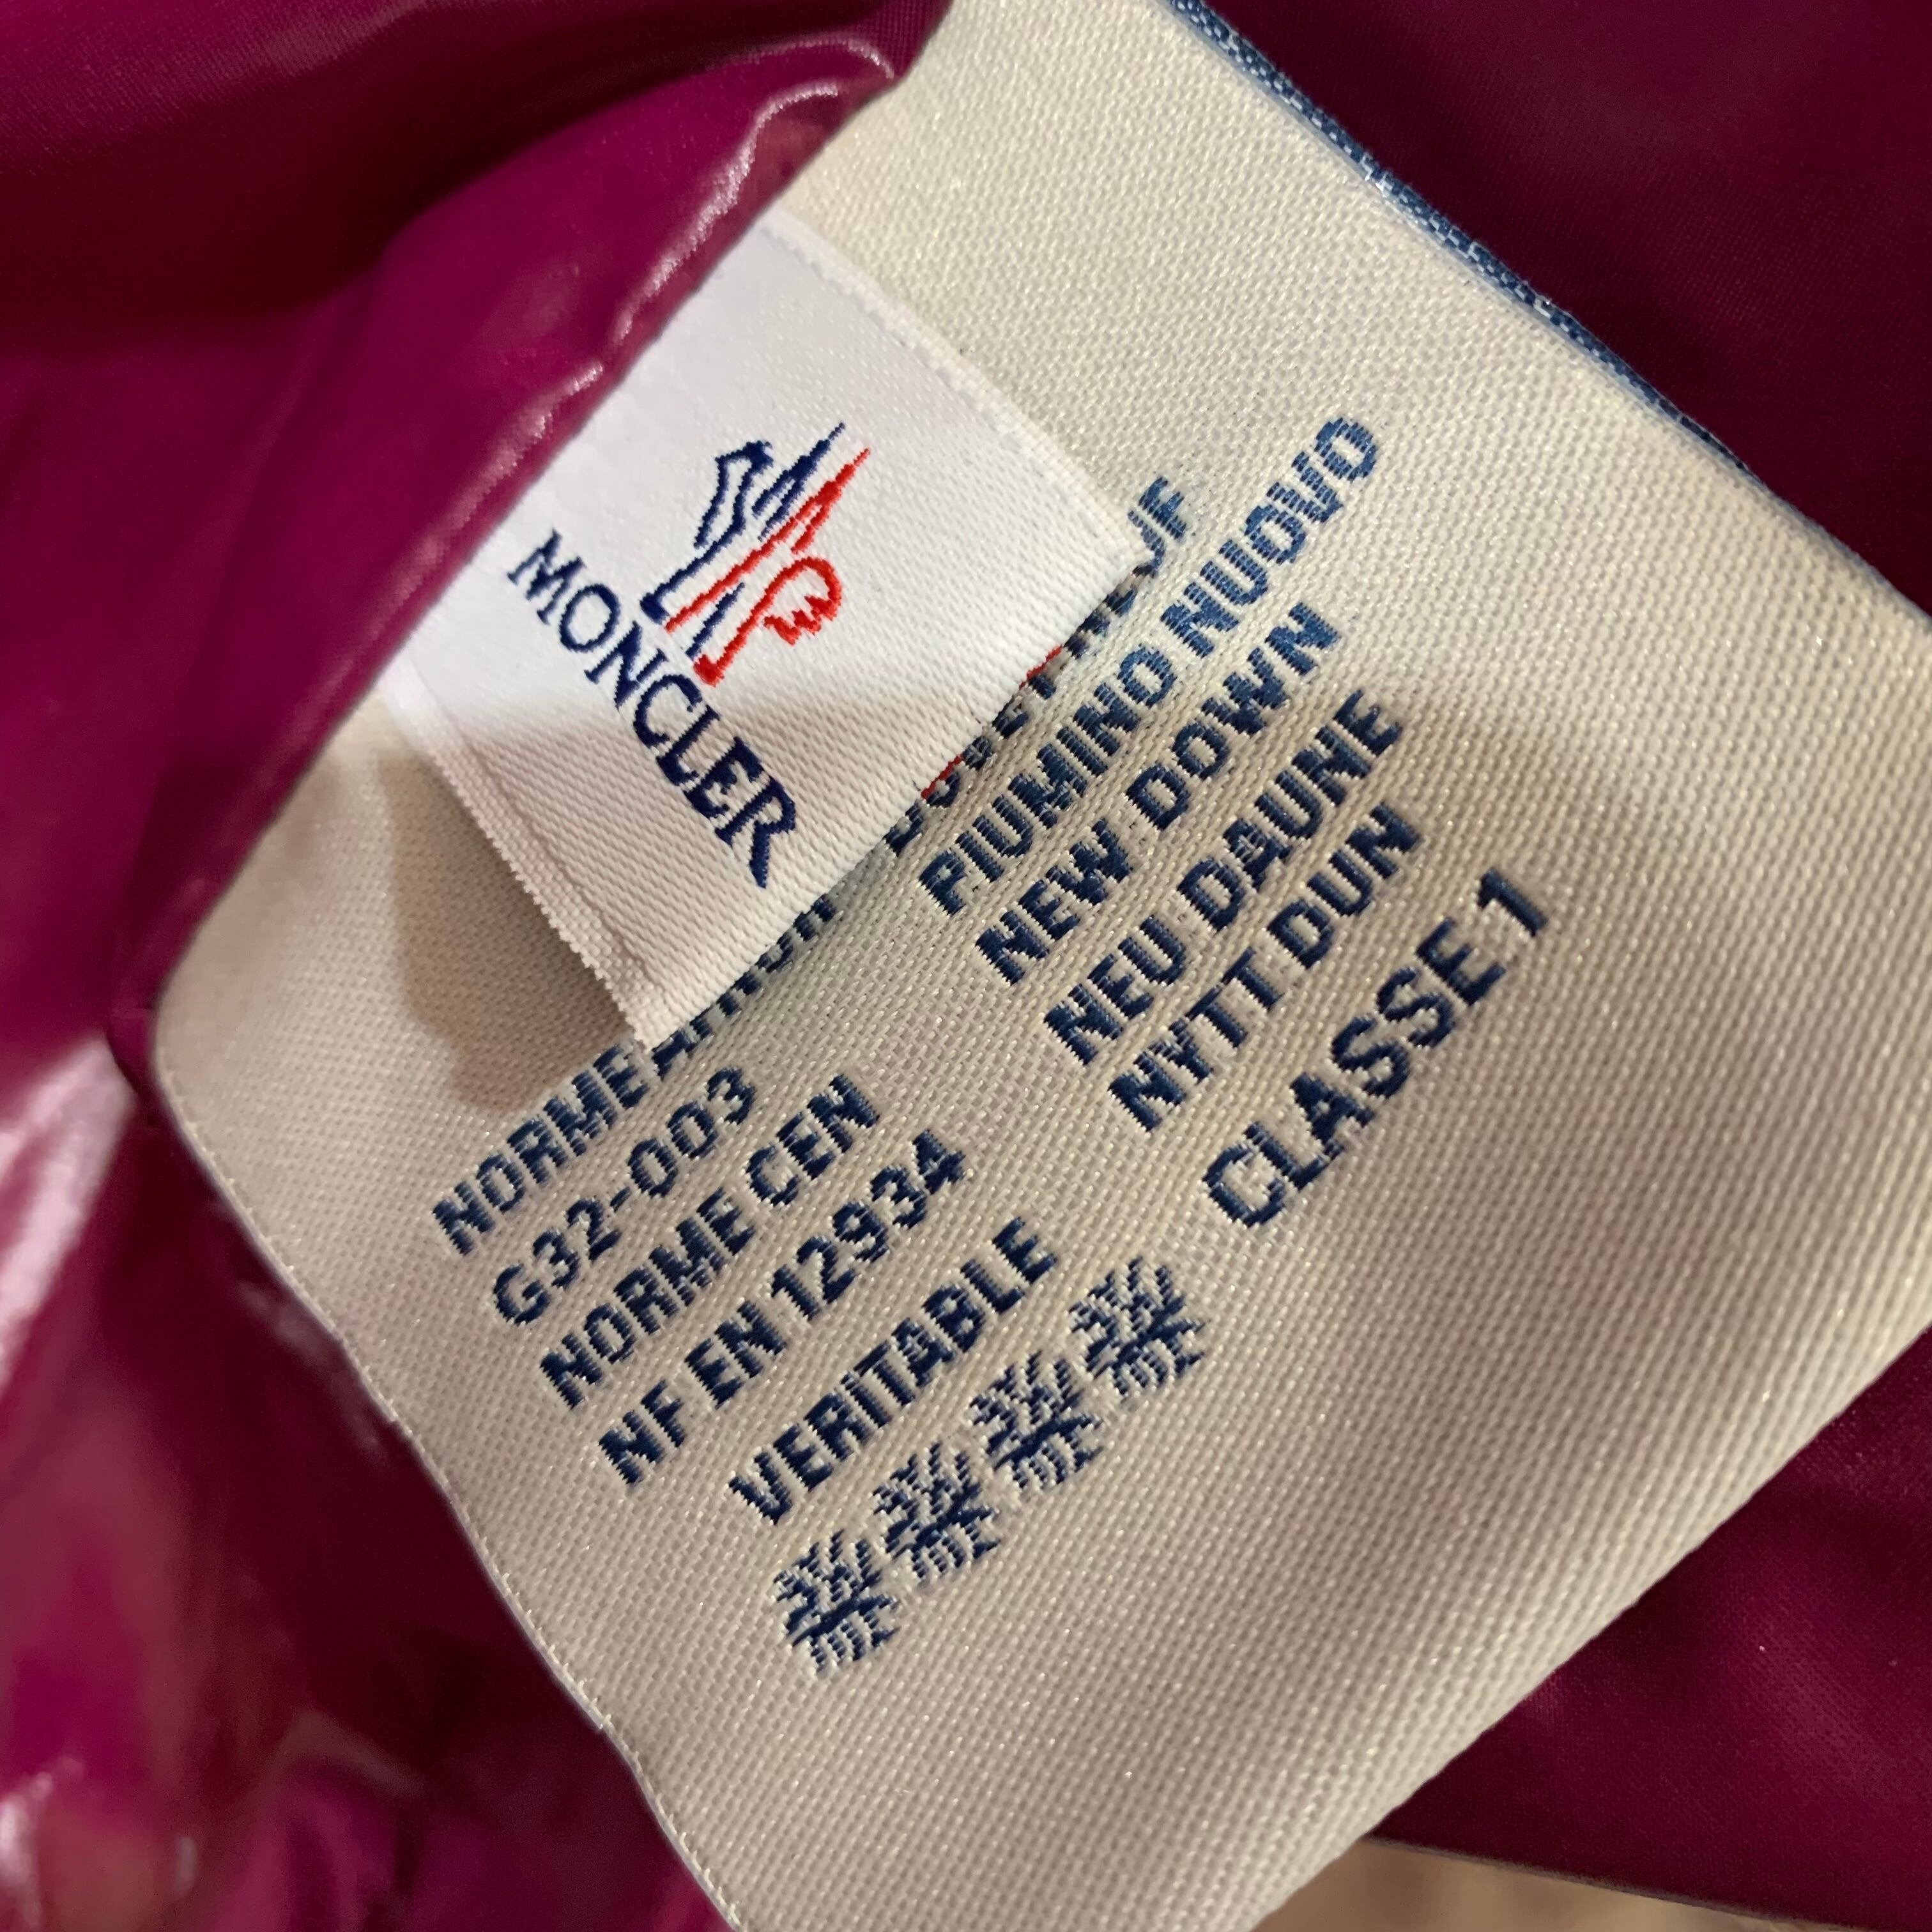 MONCLER
PIUMINO NUOVO
NEW DOWN
NEU DAUNE
NYTT DUN
CLASSE 1
NORME
G32-003
NORME CEN
NF EN 12934
VERITABLE